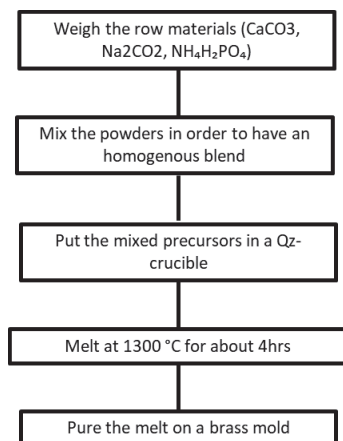 Weigh the row materials (CaCO3,
Na2CO2, NH₄H₂PO₄)
Mix the powders in order to have an
homogenous blend
Put the mixed precursors in a Qz-
crucible
Melt at 1300 °C for about 4hrs
Pure the melt on a brass mold